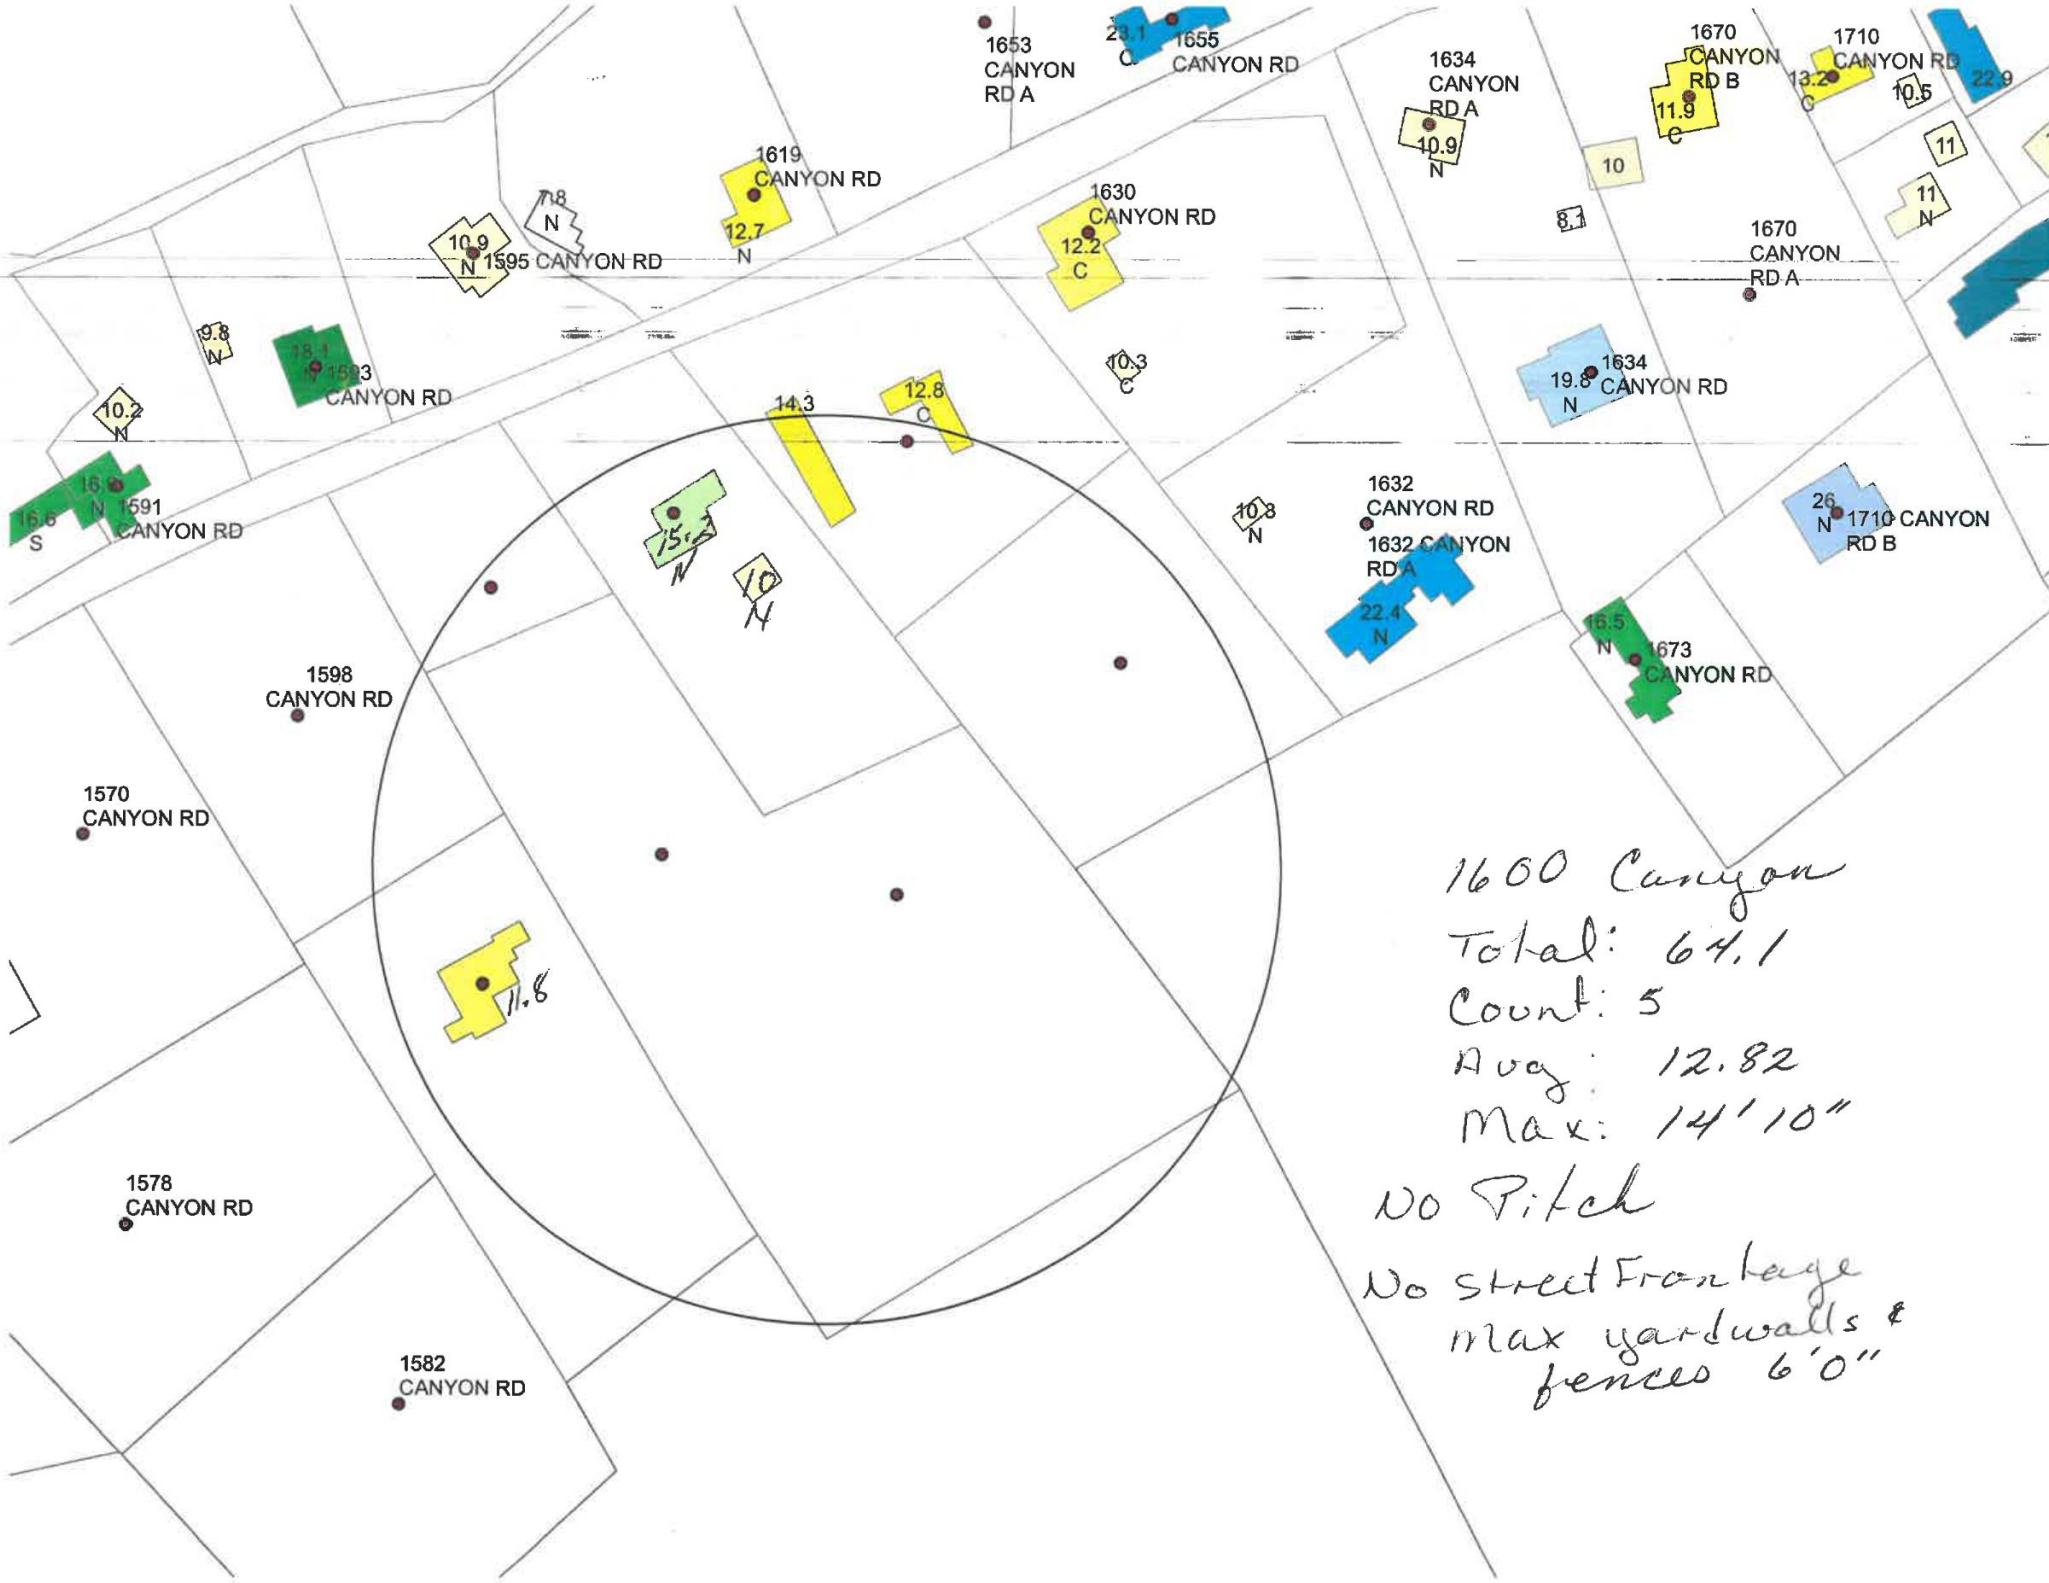 1653
CANYON
RD A
23.1
C
1655
CANYON RD
1634
CANYON
RD A
10.9
N
1670
CANYON
RD B
11.9
C
1710
CANYON RD
13.2
C
10.5
22.9
11
11
N
10
8.1
1670
CANYON
RD A
1619
CANYON RD
12.7
N
7.8
N
10.9
N
1595 CANYON RD
1630
CANYON RD
12.2
C
10.3
C
9.8
N
18.1
N
1593
CANYON RD
10.2
N
N
1591
CANYON RD
16.6
S
14.3
12.8
C
1634
CANYON RD
19.8
N
15.3
N
10
N
10.3
N
1632
CANYON RD
1632 CANYON
RD A
22.4
N
26
N
1710 CANYON
RD B
16.5
N
1673
CANYON RD
1598
CANYON RD
1570
CANYON RD
11.8
1578
CANYON RD
1582
CANYON RD
1600 Canyon
Total: 64.1
Count: 5
Avg: 12.82
Max: 14'10"
No Pitch
No Street Frontage
max yardwalls &
fences 6'0"